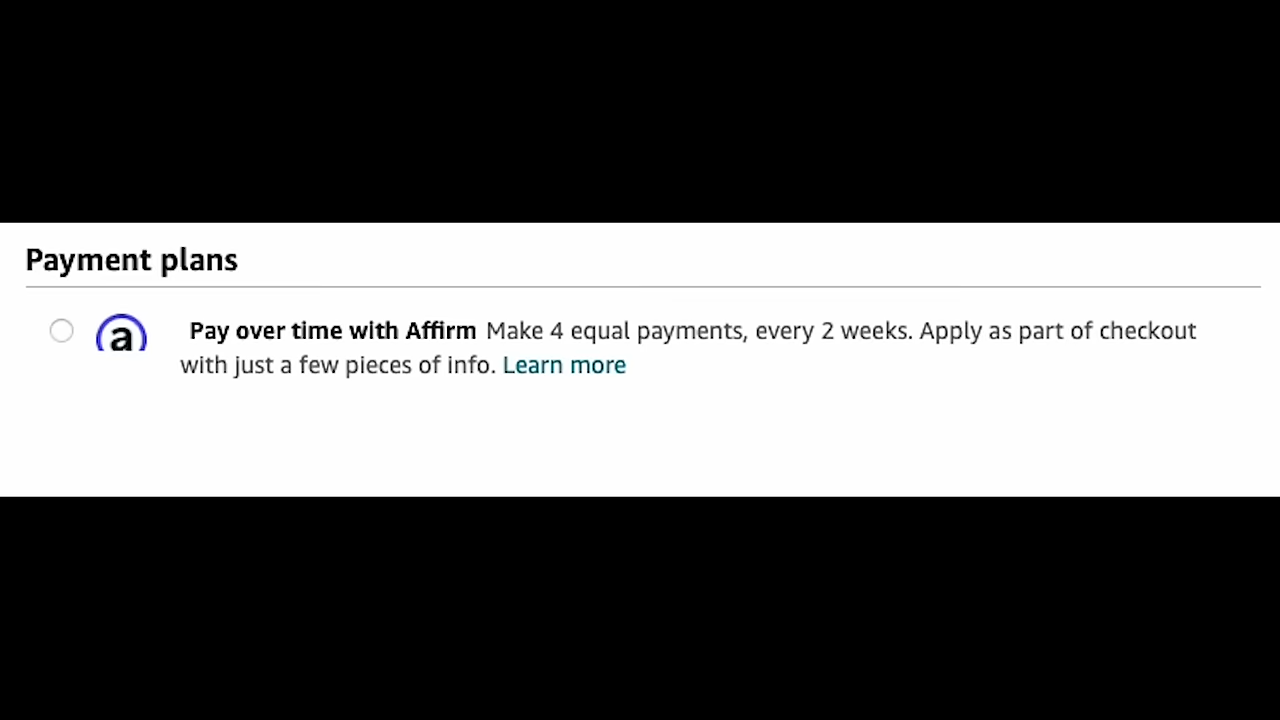 Payment plans
a Pay over time with Affirm Make 4 equal payments, every 2 weeks. Apply as part of checkout
with just a few pieces of info. Learn more